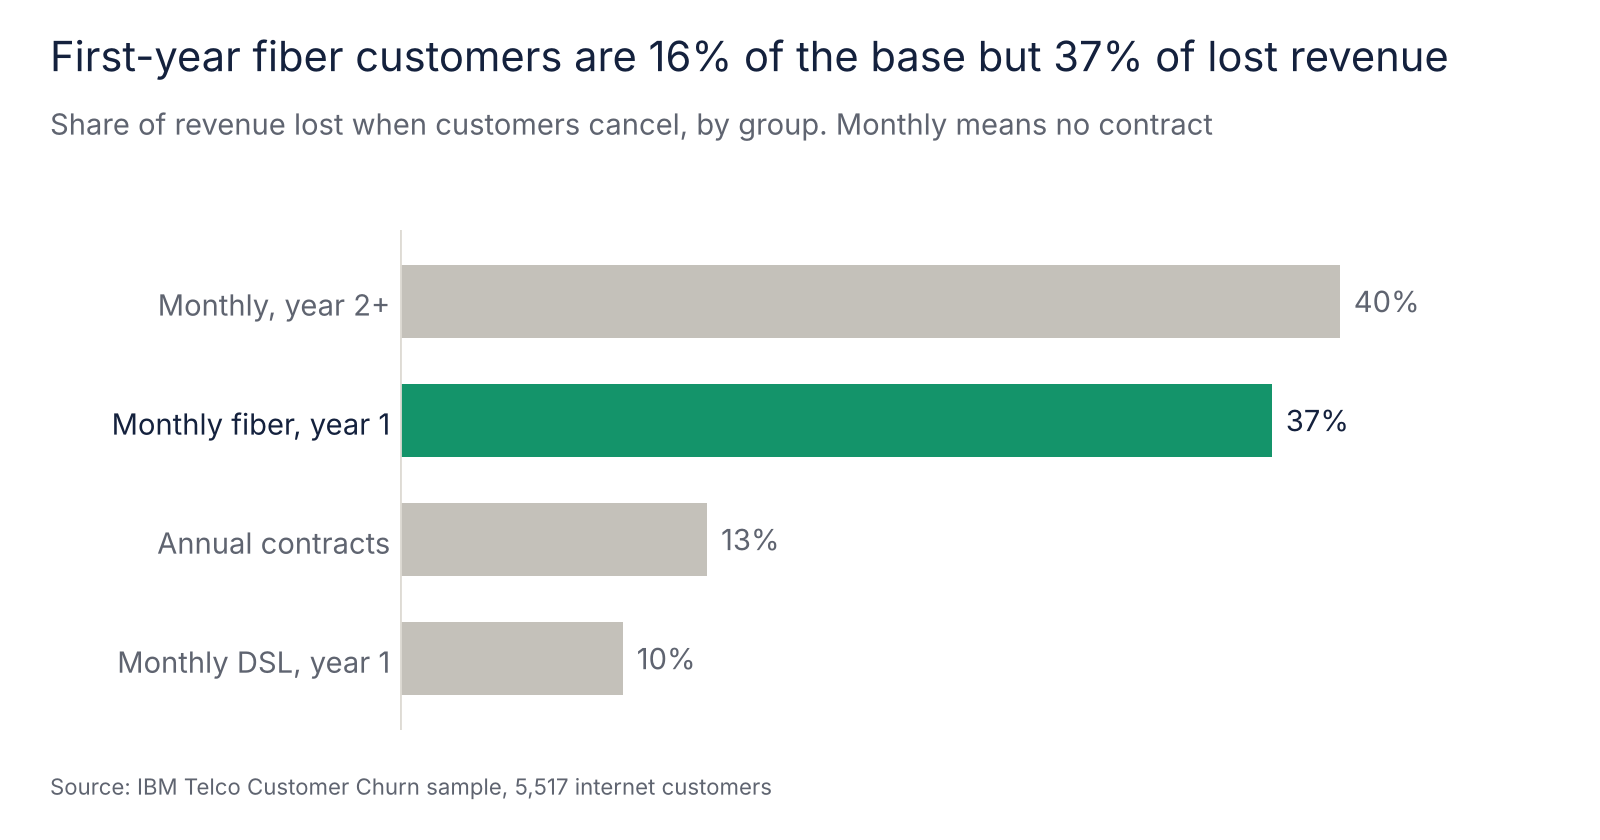 First-year fiber customers are 16% of the base but 37% of lost revenue
Share of revenue lost when customers cancel, by group. Monthly means no contract
Monthly, year 2+ 40%
Monthly fiber, year 1 37%
Annual contracts 13%
Monthly DSL, year 1 10%
Source: IBM Telco Customer Churn sample, 5,517 internet customers